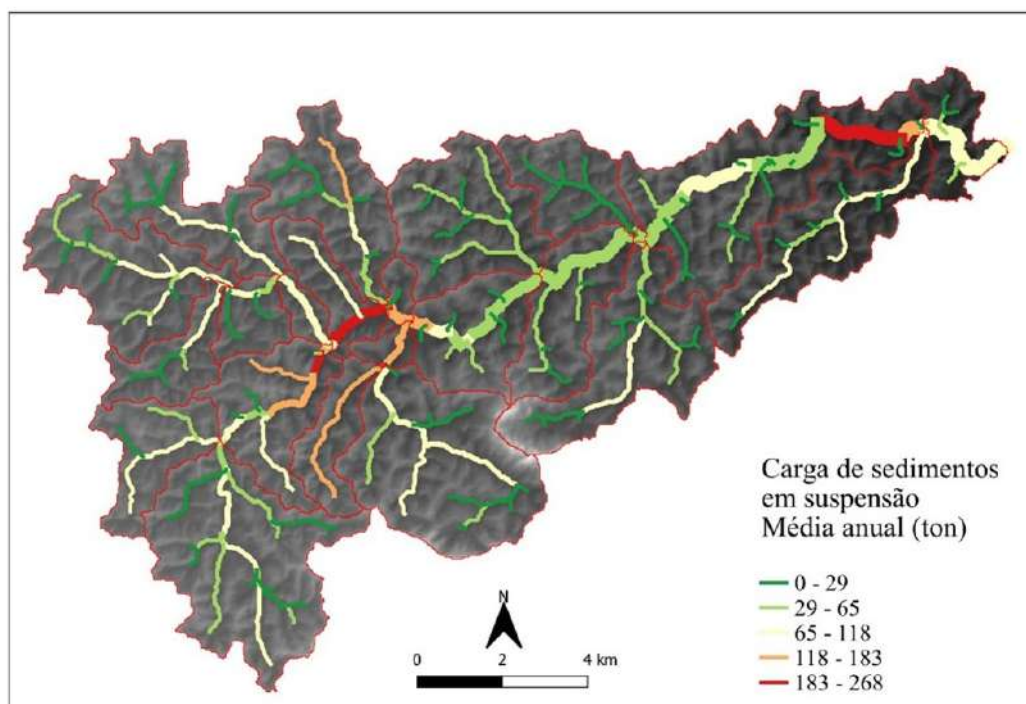 Carga de sedimentos
em suspensão
Média anual (ton)
0 - 29
29 - 65
65 - 118
118 - 183
183 - 268
N
0 2 4 km